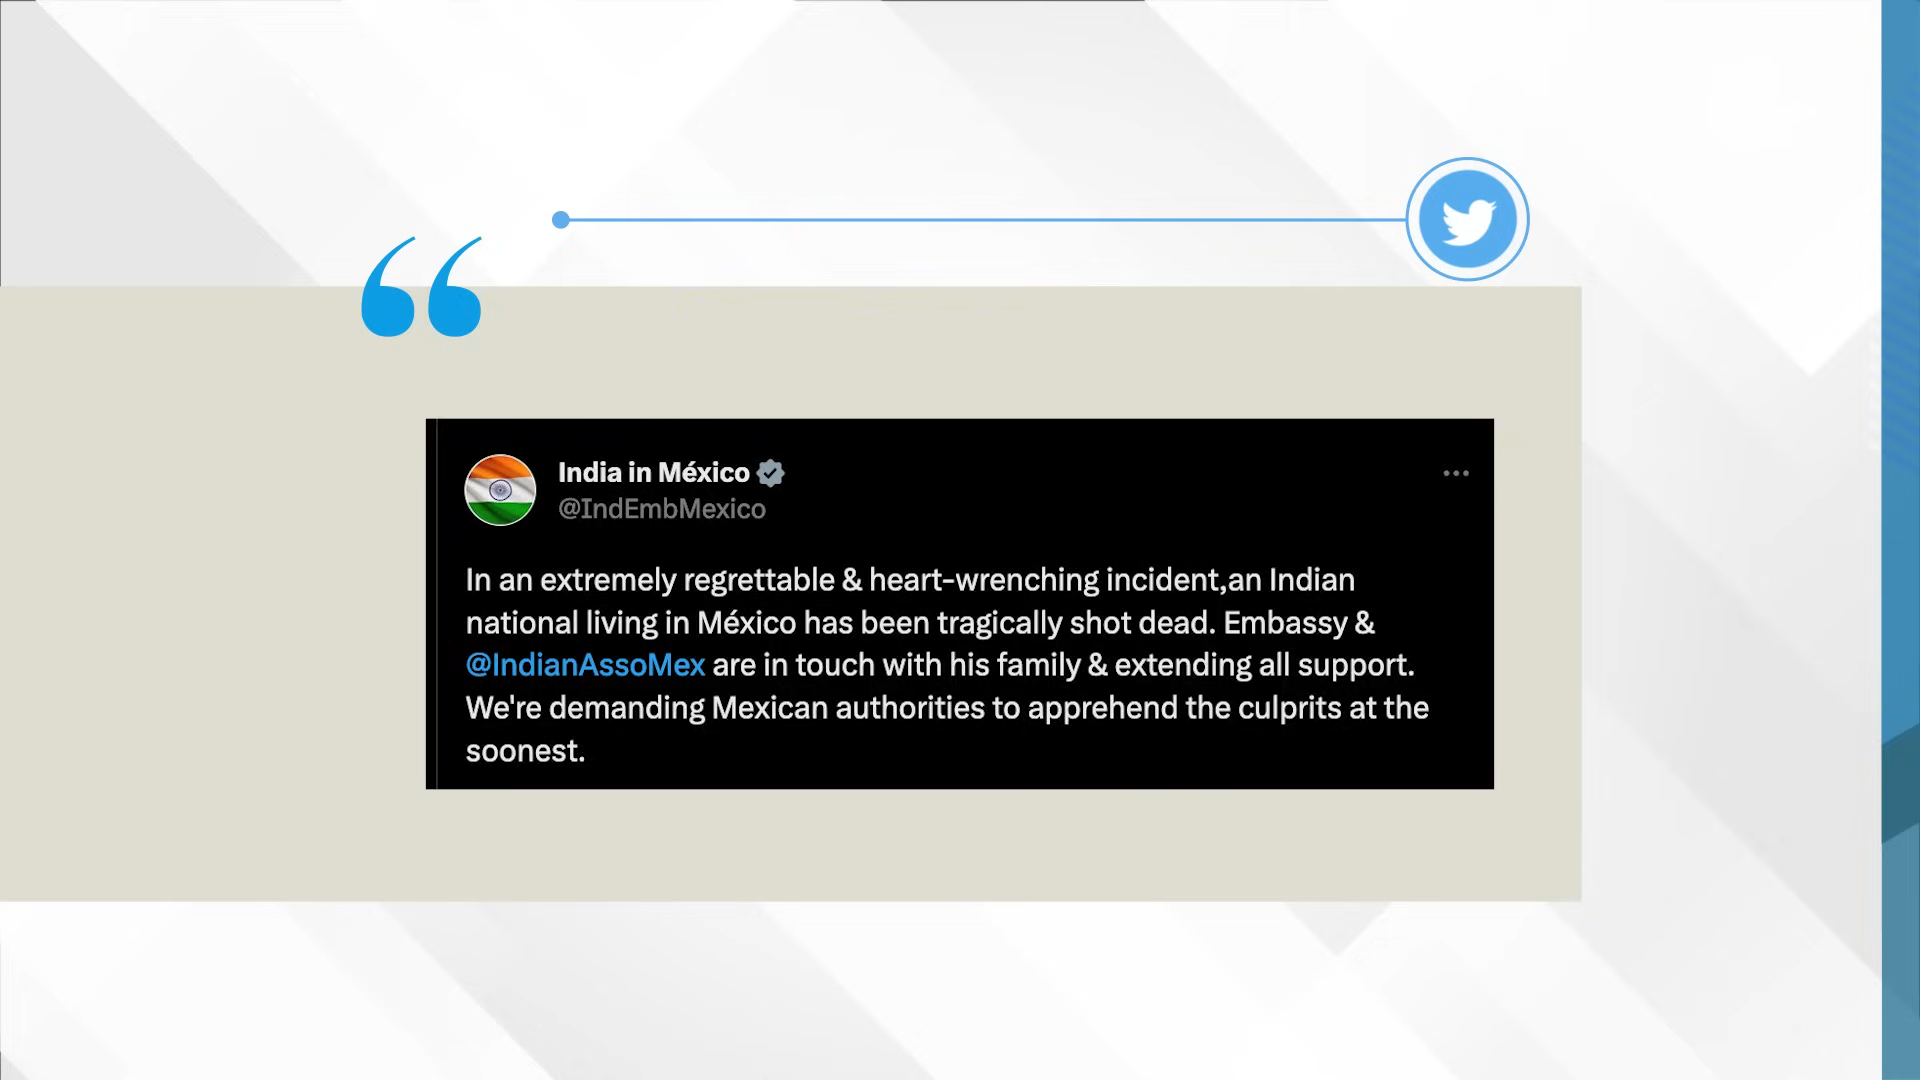 “
India in México
@IndEmbMexico
In an extremely regrettable & heart-wrenching incident,an Indian
national living in México has been tragically shot dead. Embassy &
@IndianAssoMex are in touch with his family & extending all support.
We're demanding Mexican authorities to apprehend the culprits at the
soonest.